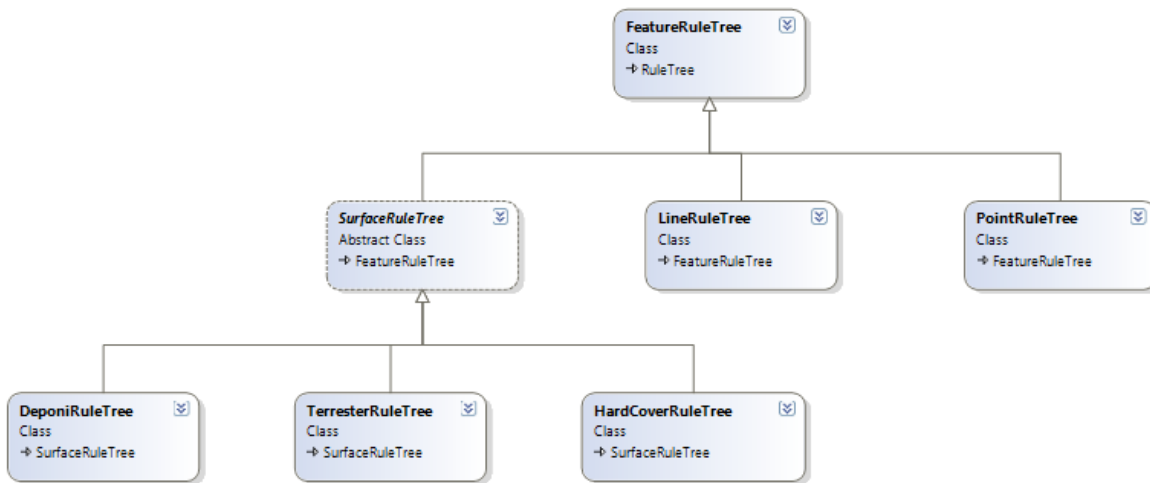 FeatureRuleTree
Class
RuleTree
SurfaceRuleTree
Abstract Class
FeatureRuleTree
LineRuleTree
Class
FeatureRuleTree
PointRuleTree
Class
FeatureRuleTree
DeponiRuleTree
Class
SurfaceRuleTree
TerresterRuleTree
Class
SurfaceRuleTree
HardCoverRuleTree
Class
SurfaceRuleTree